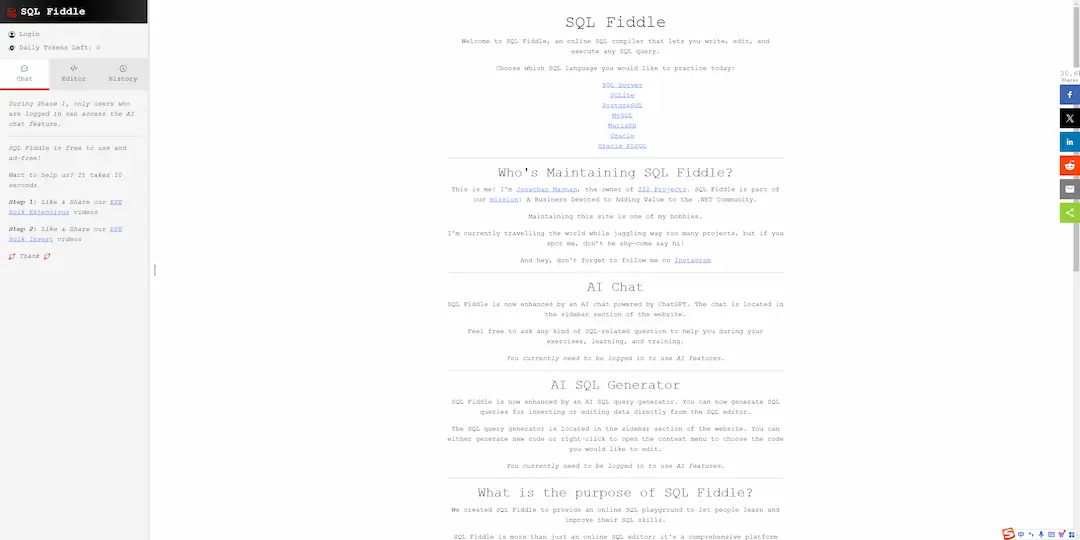 SQL Fiddle
Login
Daily Tokens Left: 0
Chat
Editor
History
During Phase 1, only users who
are logged in can access the AI
chat feature.
SQL Fiddle is free to use and
ad-free!
Want to help us? It takes 10
seconds
Step 1: Like & Share our EFE
Bulk Extensions videos
Step 2: Like & Share our EFE
Bulk Insert videos
Thank
SQL Fiddle
Welcome to SQL Fiddle, an online SQL compiler that lets you write, edit, and
execute any SQL query.
Choose which SQL language you would like to practice today:
SQL Server
SQLite
PostgreSQL
MySQL
MariaDB
Oracle
Oracle PLSQL
Who's Maintaining SQL Fiddle?
This is me! I'm Jonathan Magnan, the owner of ZZZ Projects. SQL Fiddle is part of
our mission: A Business Devoted to Adding Value to the .NET Community.
Maintaining this site is one of my hobbies.
I'm currently travelling the world while juggling way too many projects, but if you
spot me, don't be shy—come say hi!
And hey, don't forget to follow me on Instagram
AI Chat
SQL Fiddle is now enhanced by an AI chat powered by ChatGPT. The chat is located in
the sidebar section of the website.
Feel free to ask any kind of SQL-related question to help you during your
exercises, learning, and training.
You currently need to be logged in to use AI features.
AI SQL Generator
SQL Fiddle is now enhanced by an AI SQL query generator. You can now generate SQL
queries for inserting or editing data directly from the SQL editor.
The SQL query generator is located in the sidebar section of the website. You can
either generate new code or right-click to open the context menu to choose the code
you would like to edit.
You currently need to be logged in to use AI features.
What is the purpose of SQL Fiddle?
We created SQL Fiddle to provide an online SQL playground to let people learn and
improve their SQL skills.
SQL Fiddle is more than just an online SQL editor; it's a comprehensive platform
Shares
中